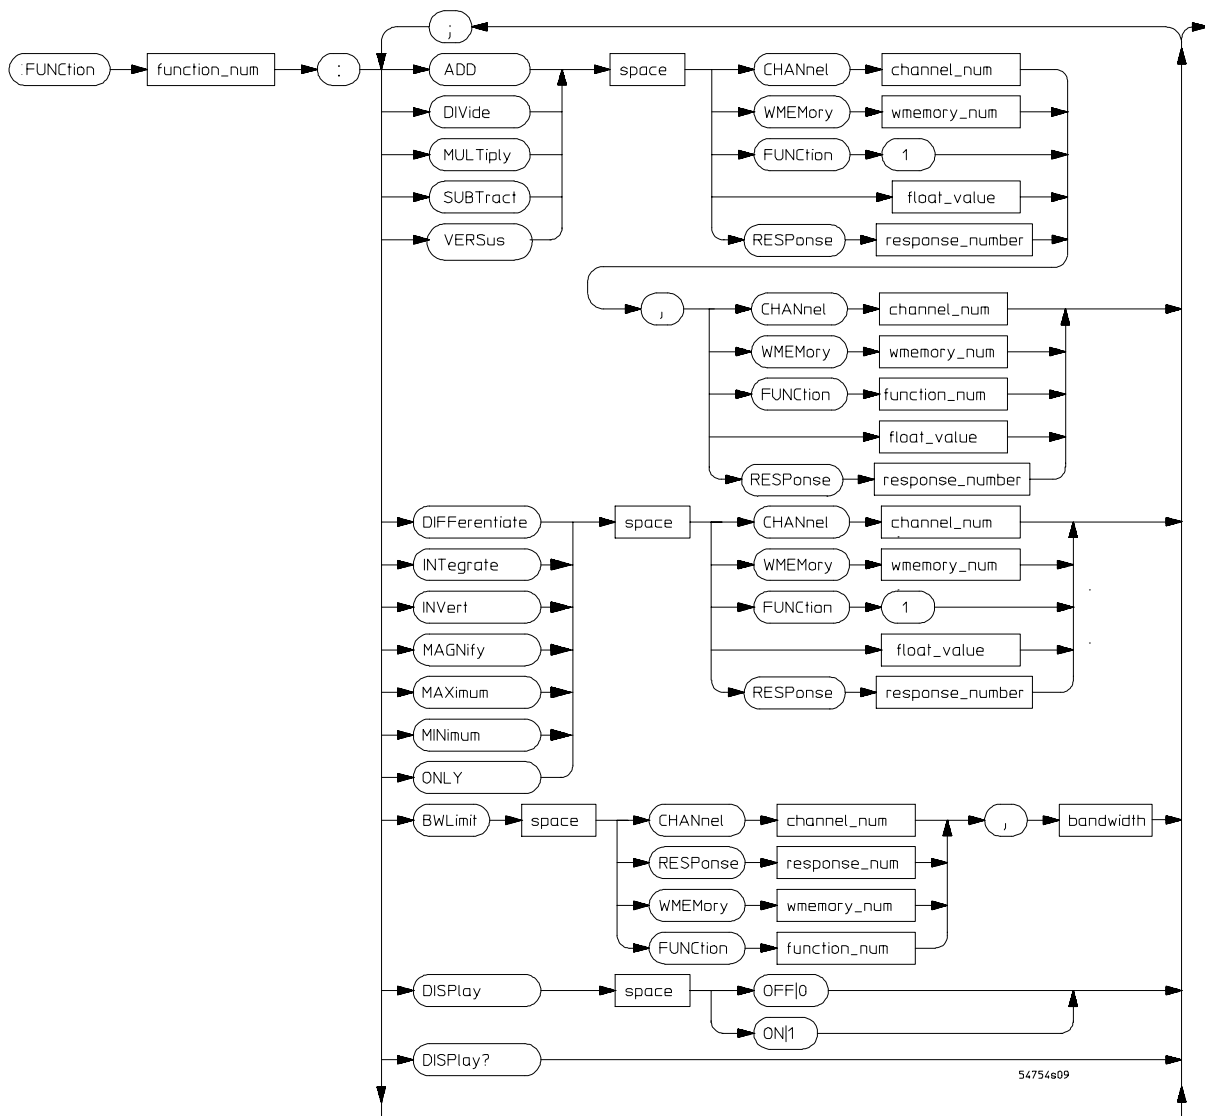 ;
:FUNCtion function_num :
ADD space CHANnel channel_num
DIVide WMEMory wmemory_num
MULTiply FUNCtion 1
SUBTract float_value
VERSus RESPonse response_number
, CHANnel channel_num
WMEMory wmemory_num
FUNCtion function_num
float_value
RESPonse response_number
DIFFerentiate space CHANnel channel_num
INTegrate WMEMory wmemory_num
INVert FUNCtion 1
MAGNify float_value
MAXimum RESPonse response_number
MINimum
ONLY
BWLimit space CHANnel channel_num , bandwidth
RESPonse response_num
WMEMory wmemory_num
FUNCtion function_num
DISPlay space OFF|0
ON|1
DISPlay?
54754s09